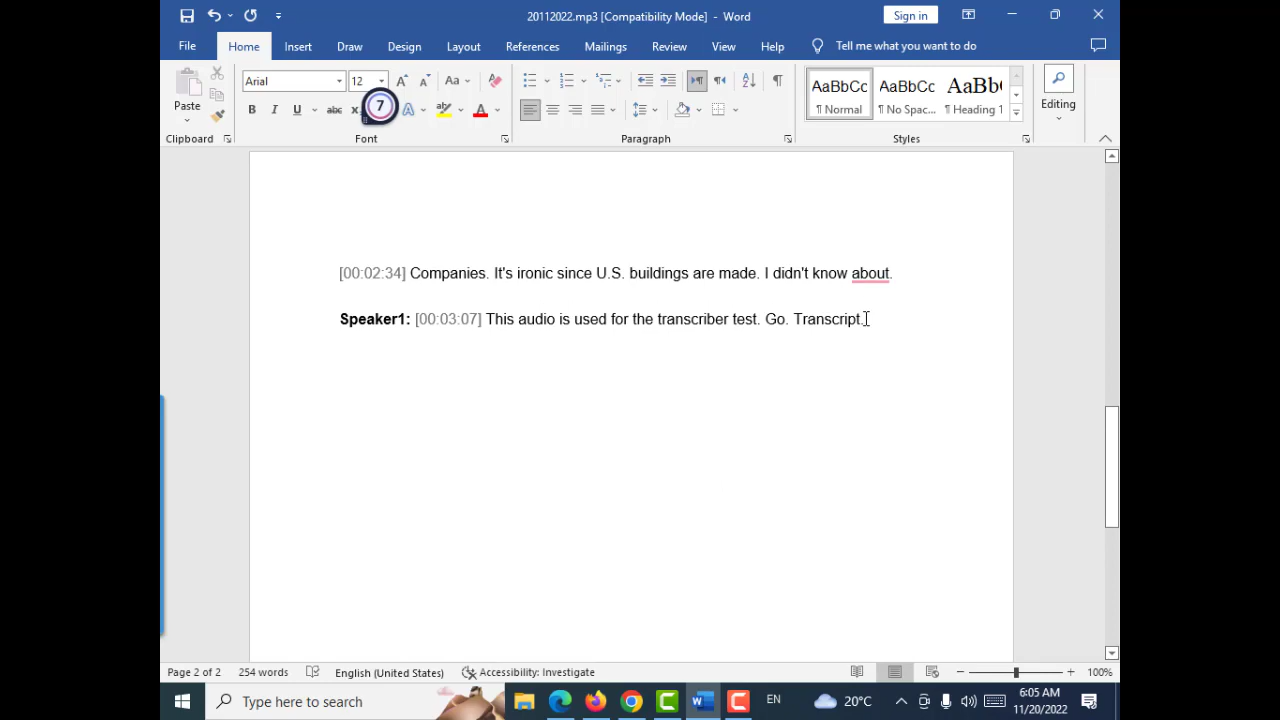 20112022.mp3 [Compatibility Mode] - Word
Sign in
File Home Insert Draw Design Layout References Mailings Review View Help Tell me what you want to do
Paste
Arial 12 Aa
B I U abc x A A
7
AaBbCc AaBbCc AaBbC
¶ Normal ¶ No Spac... ¶ Heading 1
Editing
Clipboard Font Paragraph Styles
[00:02:34] Companies. It's ironic since U.S. buildings are made. I didn't know about.
Speaker1: [00:03:07] This audio is used for the transcriber test. Go. Transcript.
Page 2 of 2 254 words English (United States) Accessibility: Investigate 100%
Type here to search
EN
20°C
6:05 AM
11/20/2022